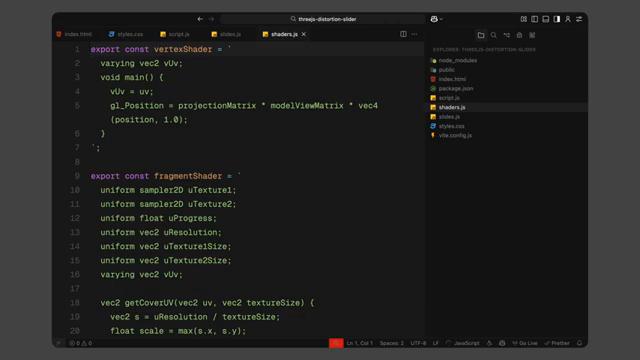 threejs-distortion-slider
index.html
styles.css
script.js
slides.js
shaders.js
EXPLORER: THREEJS-DISTORTION-SLIDER
node_modules
public
index.html
package.json
script.js
shaders.js
slides.js
styles.css
vite.config.js
1 export const vertexShader = `
2 varying vec2 vUv;
3 void main() {
4 vUv = uv;
5 gl_Position = projectionMatrix * modelViewMatrix * vec4
(position, 1.0);
6 }
7 `;
8
9 export const fragmentShader = `
10 uniform sampler2D uTexture1;
11 uniform sampler2D uTexture2;
12 uniform float uProgress;
13 uniform vec2 uResolution;
14 uniform vec2 uTexture1Size;
15 uniform vec2 uTexture2Size;
16 varying vec2 vUv;
17
18 vec2 getCoverUV(vec2 uv, vec2 textureSize) {
19 vec2 s = uResolution / textureSize;
20 float scale = max(s.x, s.y);
0 0 Ln 1, Col 1 Spaces: 2 UTF-8 LF JavaScript Go Live Prettier